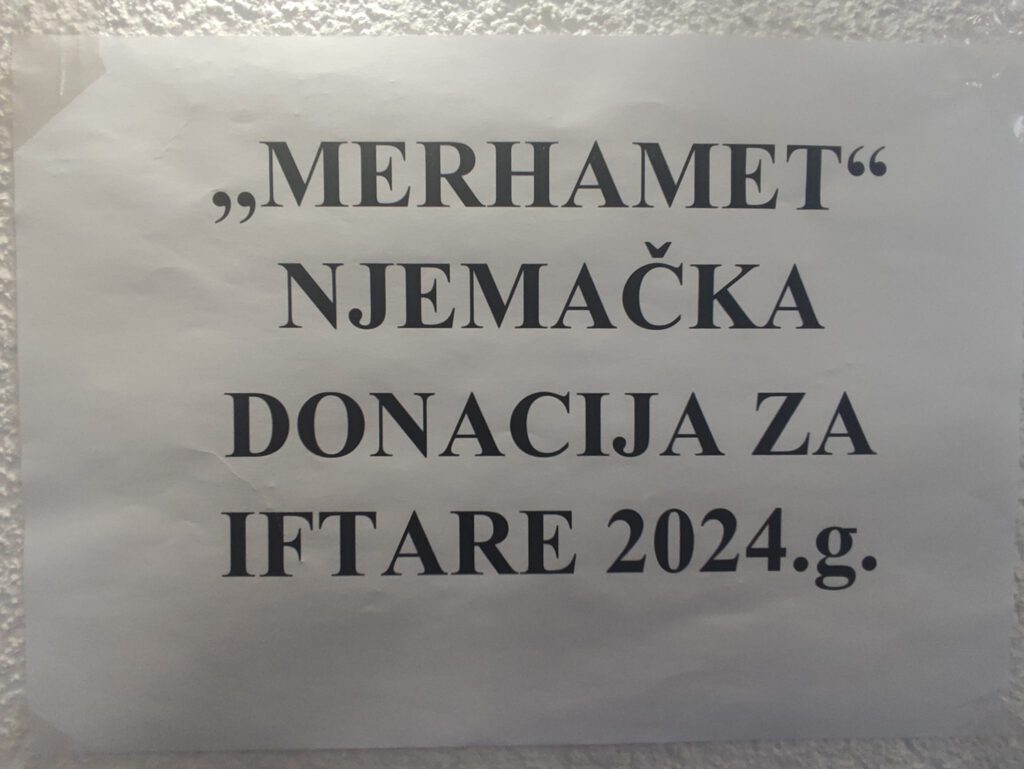 „MERHAMET“
NJEMAČKA
DONACIJA ZA
IFTARE 2024.g.